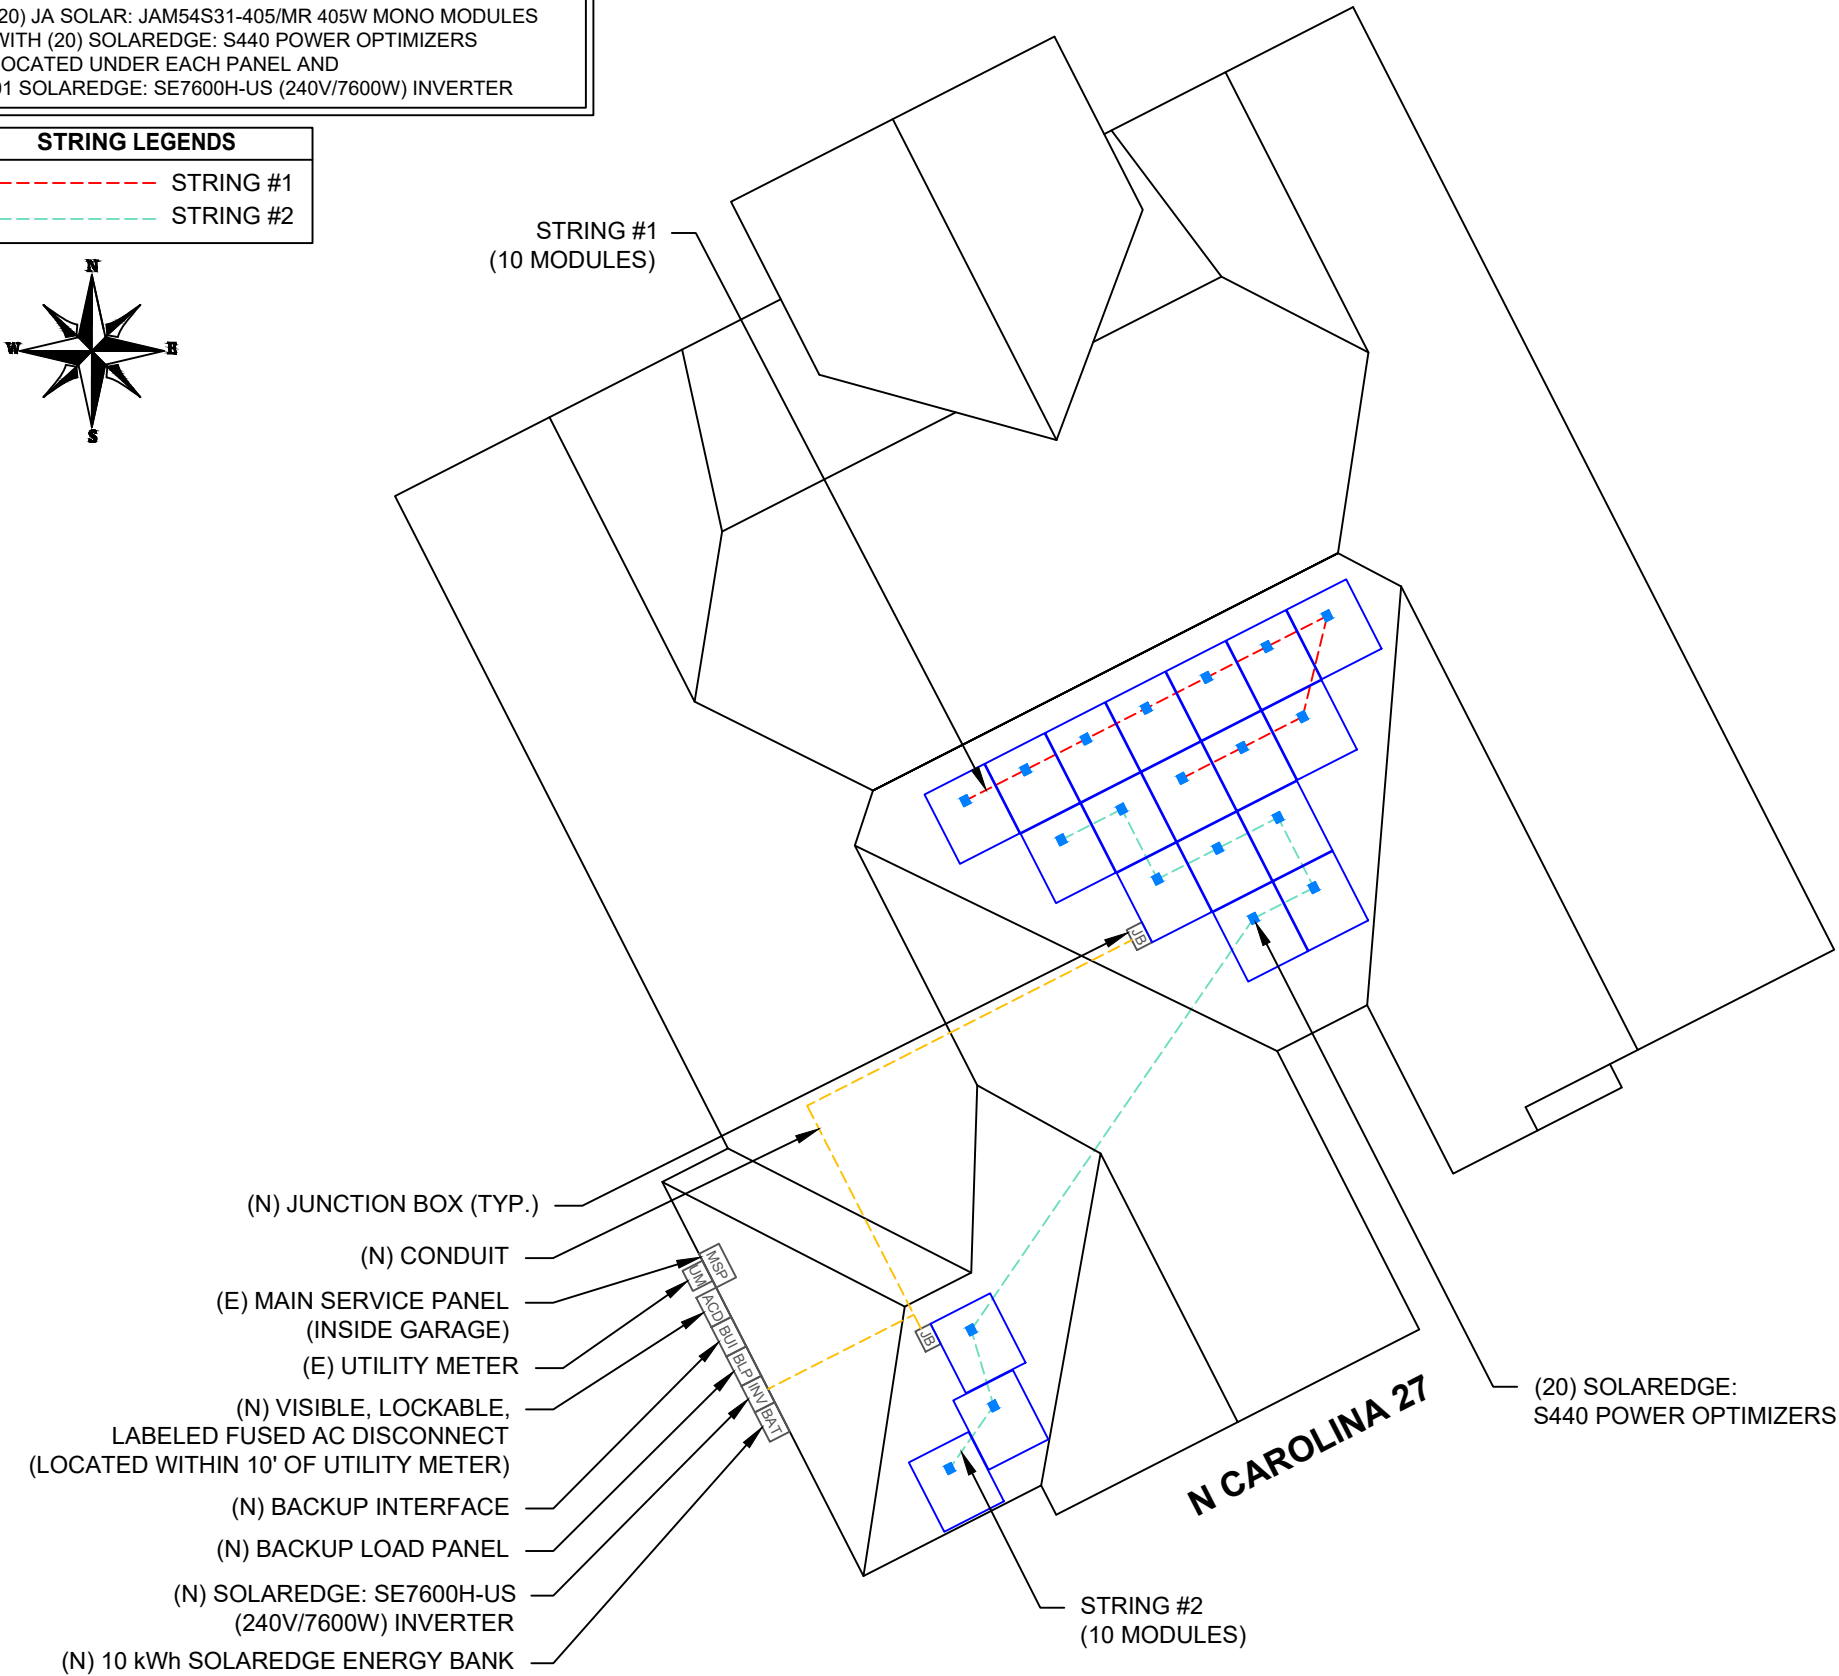 20) JA SOLAR: JAM54S31-405/MR 405W MONO MODULES
WITH (20) SOLAREDGE: S440 POWER OPTIMIZERS
OCATED UNDER EACH PANEL AND
01 SOLAREDGE: SE7600H-US (240V/7600W) INVERTER
STRING LEGENDS
STRING #1
STRING #2
N
W
E
S
STRING #1
(10 MODULES)
JB
(N) JUNCTION BOX (TYP.)
(N) CONDUIT
(E) MAIN SERVICE PANEL
(INSIDE GARAGE)
(E) UTILITY METER
(N) VISIBLE, LOCKABLE,
LABELED FUSED AC DISCONNECT
(LOCATED WITHIN 10' OF UTILITY METER)
(N) BACKUP INTERFACE
(N) BACKUP LOAD PANEL
(N) SOLAREDGE: SE7600H-US
(240V/7600W) INVERTER
(N) 10 kWh SOLAREDGE ENERGY BANK
MSP
UM
ACD
BUI
BLP
INV
BAT
JB
N CAROLINA 27
(20) SOLAREDGE:
S440 POWER OPTIMIZERS
STRING #2
(10 MODULES)